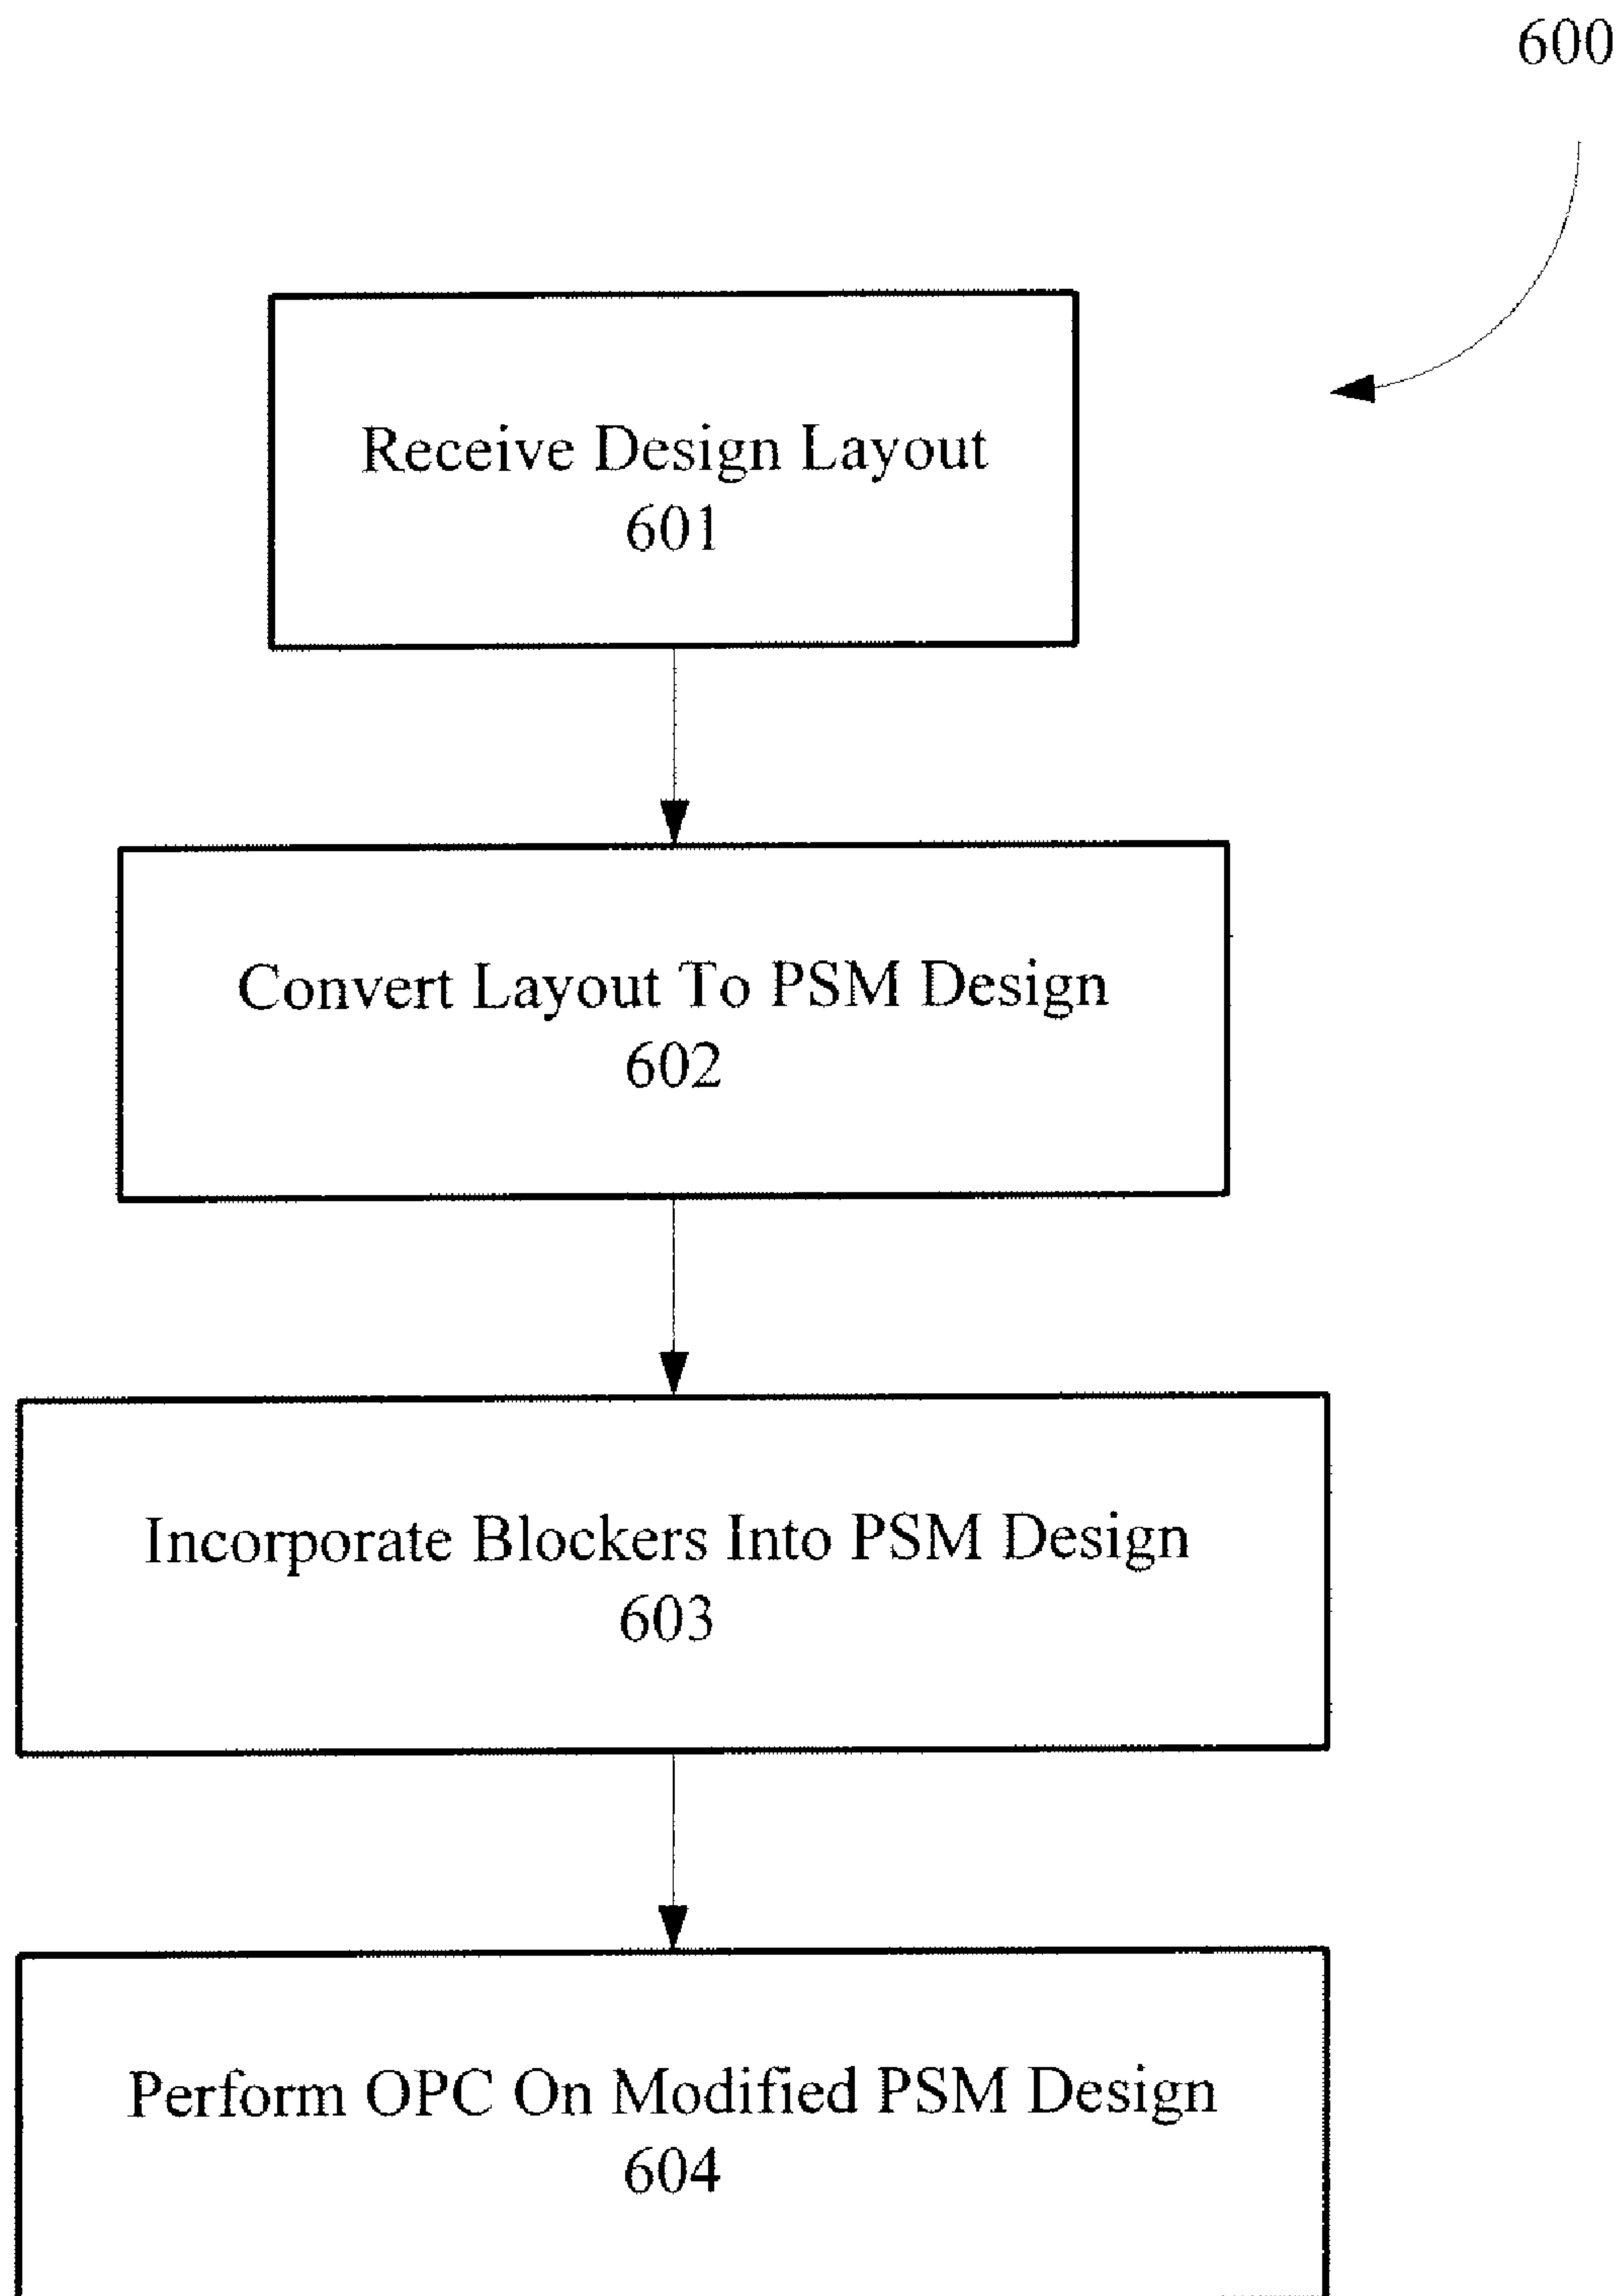 600
Receive Design Layout
601
Convert Layout To PSM Design
602
Incorporate Blockers Into PSM Design
603
Perform OPC On Modified PSM Design
604